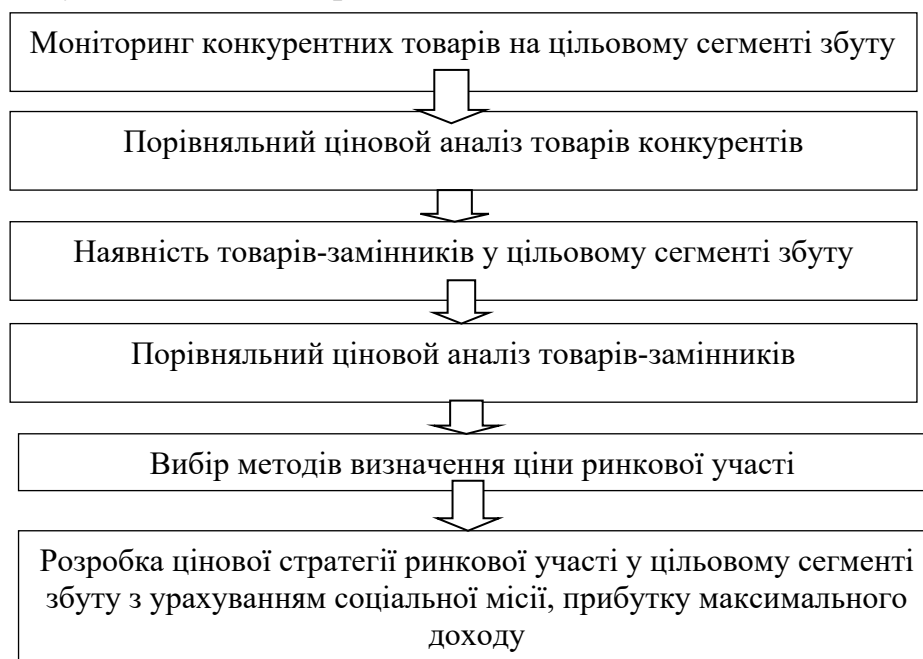 Моніторинг конкурентних товарів на цільовому сегменті збуту
Порівняльний ціновой аналіз товарів конкурентів
Наявність товарів-замінників у цільовому сегменті збуту
Порівняльний ціновой аналіз товарів-замінників
Вибір методів визначення ціни ринкової участі
Розробка цінової стратегії ринкової участі у цільовому сегменті
збуту з урахуванням соціальної місії, прибутку максимального
доходу